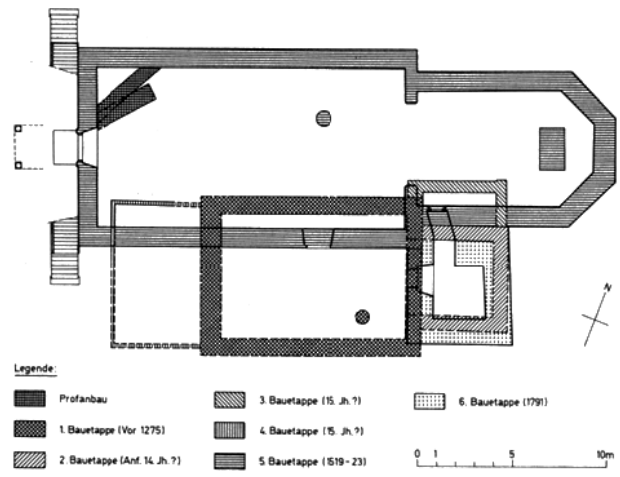 N
Legende:
Profanbau
1. Bauetappe (Vor 1275)
2. Bauetappe (Anf. 14. Jh.?)
3. Bauetappe (15. Jh.?)
4. Bauetappe (15. Jh.?)
5. Bauetappe (1519-23)
6. Bauetappe (1791)
0 1 5 10m